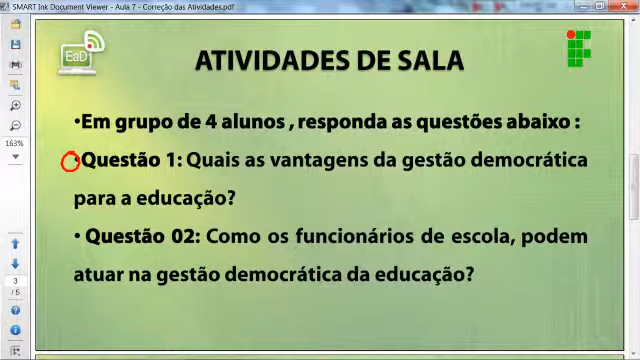 SMART Ink Document Viewer - Aula 7 - Correção das Atividades.pdf
EaD
ATIVIDADES DE SALA
•Em grupo de 4 alunos , responda as questões abaixo :
•Questão 1: Quais as vantagens da gestão democrática
para a educação?
• Questão 02: Como os funcionários de escola, podem
atuar na gestão democrática da educação?
163%
3
/ 5